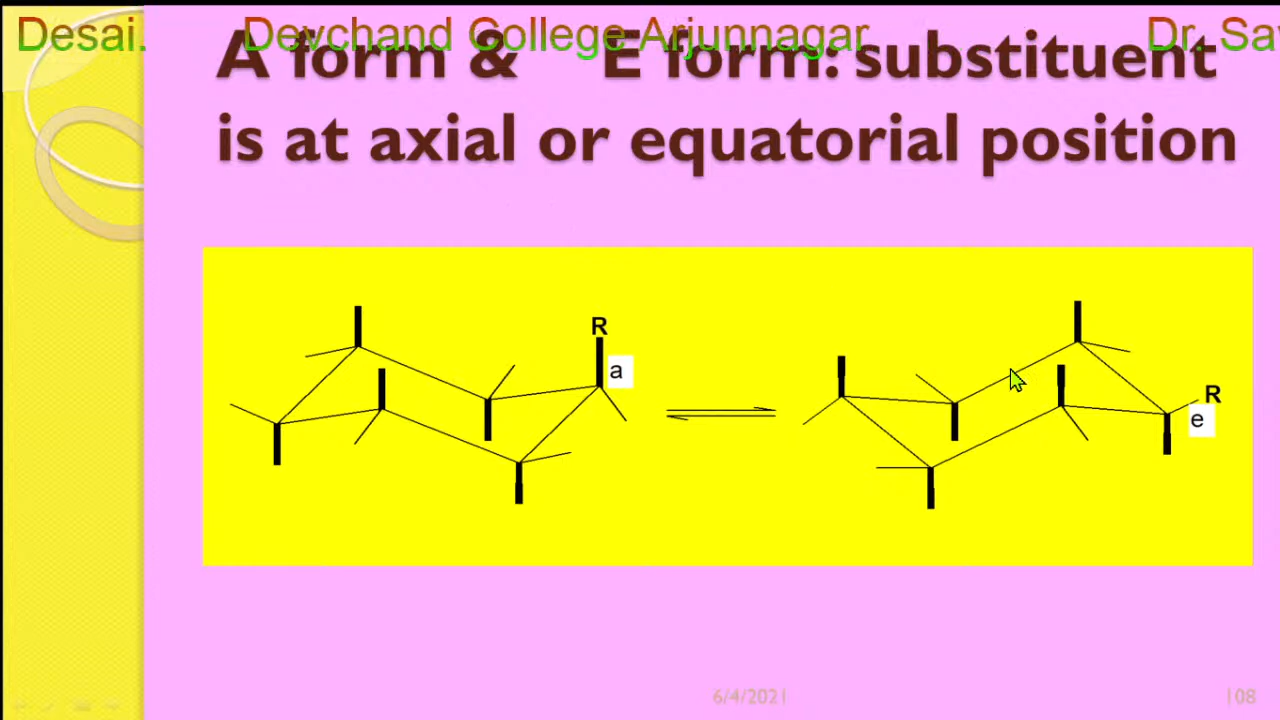 Desai. Devchand College Arjunnagar Dr. Sa
A form & E form: substituent
is at axial or equatorial position
R
a
R
e
6/4/2021
108